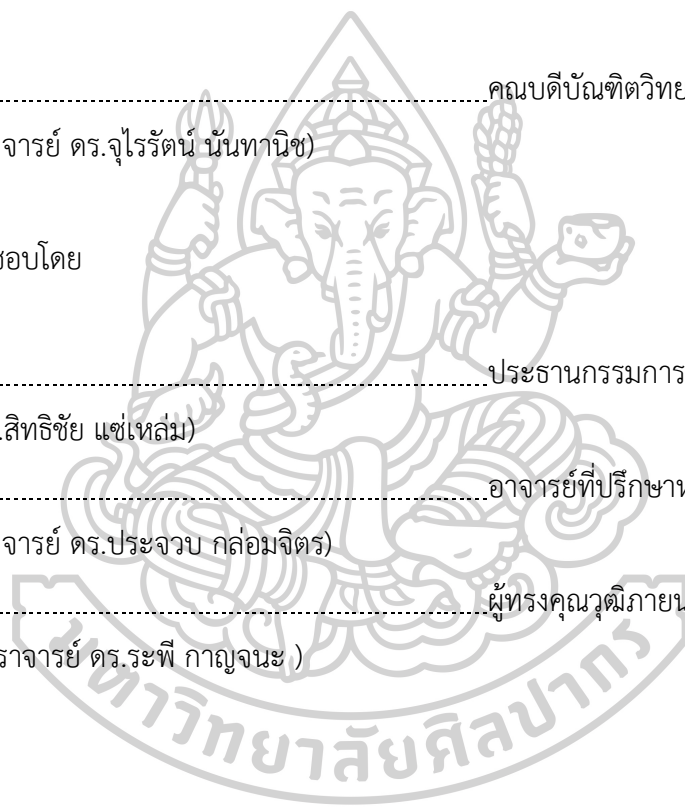 คณบดีบัณฑิตวิทย
จารย์ ดร.จุไรรัตน์ นันทานิช)
ชอบโดย
ประธานกรรมการ
.สิทธิชัย แซ่เหล่ม)
อาจารย์ที่ปรึกษาห
จารย์ ดร.ประจวบ กล่อมจิตร)
ผู้ทรงคุณวุฒิภายน
ราจารย์ ดร.ระพี กาญจนะ )
มหาวิทยาลัยศิลปากร